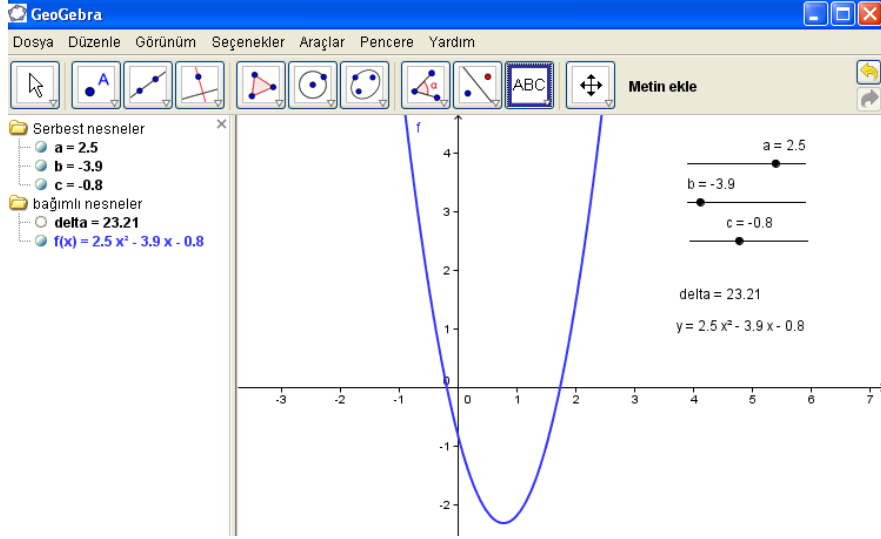 GeoGebra
Dosya Düzenle Görünüm Seçenekler Araçlar Pencere Yardım
A
α
ABC
Metin ekle
Serbest nesneler
a = 2.5
b = -3.9
c = -0.8
bağımlı nesneler
delta = 23.21
f(x) = 2.5 x² - 3.9 x - 0.8
f
a = 2.5
b = -3.9
c = -0.8
delta = 23.21
y = 2.5 x² - 3.9 x - 0.8
4
3
2
1
0
-3 -2 -1 0 1 2 3 4 5 6 7
-1
-2